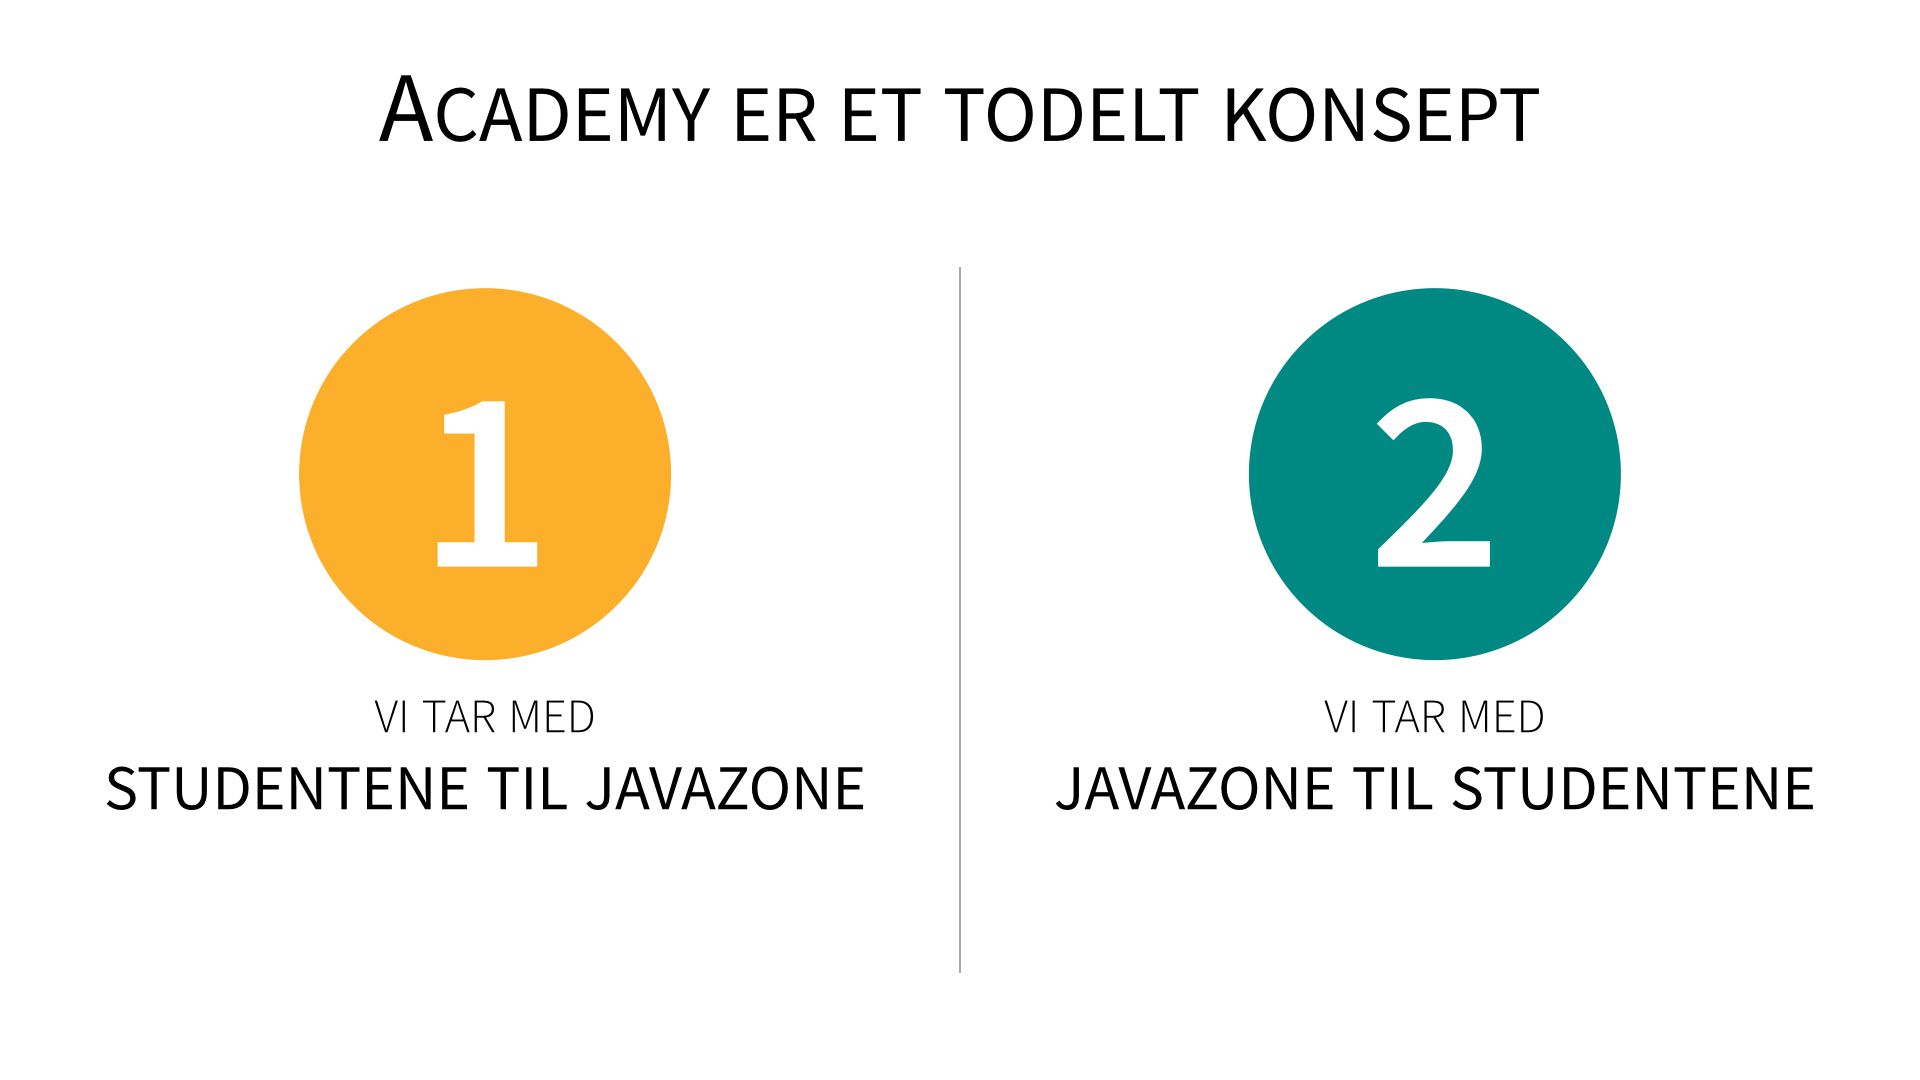 Academy er et todelt konsept
1
VI TAR MED
STUDENTENE TIL JAVAZONE
2
VI TAR MED
JAVAZONE TIL STUDENTENE